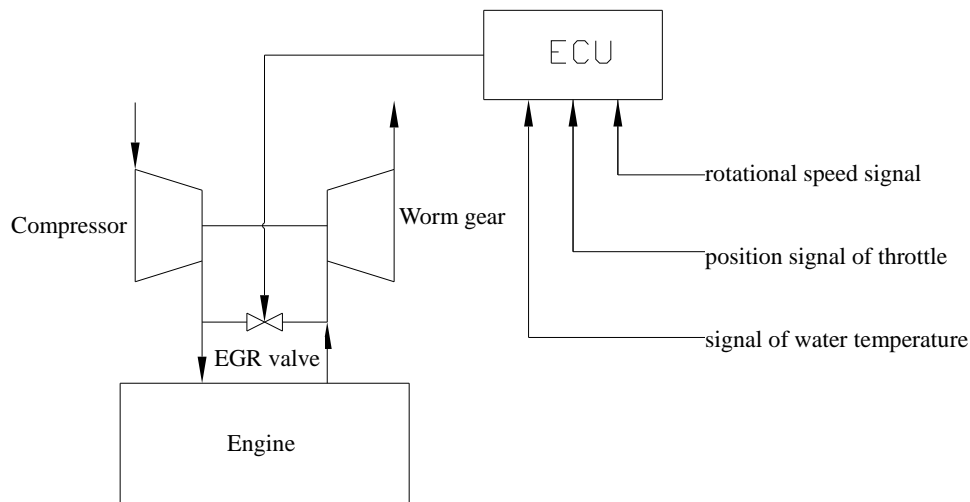 ECU
rotational speed signal
Compressor
Worm gear
position signal of throttle
signal of water temperature
EGR valve
Engine